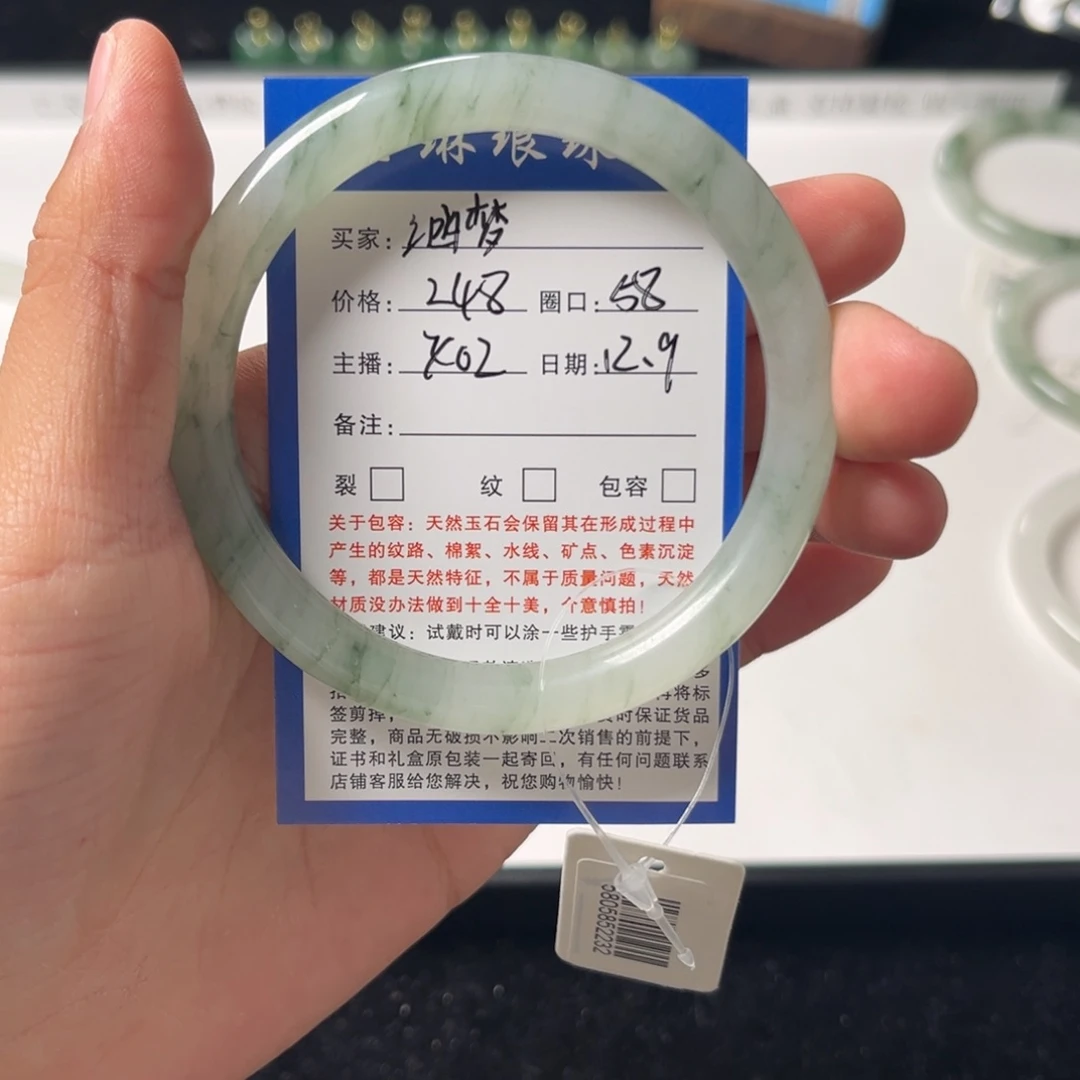 琳琅
买家：梦
价格：248 圈口：58
主播：X02 日期：12.9
备注：
裂 □ 纹 □ 包容 □
关于包容：天然玉石会保留其在形成过程中
产生的纹路、棉絮、水线、矿点、色素沉淀
等，都是天然特征，不属于质量问题，天然
材质没办法做到十全十美，介意慎拍！
建议：试戴时可以涂一些护手
将标
签剪掉，时保证货品
完整，商品无破损不影响二次销售的前提下，
证书和礼盒原包装一起寄回，有任何问题联系
店铺客服给您解决，祝您购物愉快！
6805852232